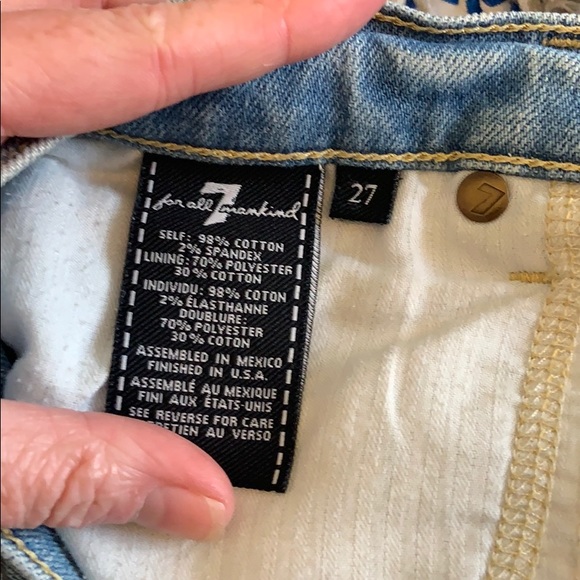 7
for all mankind
27
7
SELF: 98% COTTON
2% SPANDEX
LINING: 70% POLYESTER
30% COTTON
INDIVIDU: 98% COTON
2% ÉLASTHANNE
DOUBLURE:
70% POLYESTER
30% COTON
ASSEMBLED IN MEXICO
FINISHED IN U.S.A.
ASSEMBLÉ AU MEXIQUE
FINI AUX ÉTATS-UNIS
SEE REVERSE FOR CARE
AU VERSO